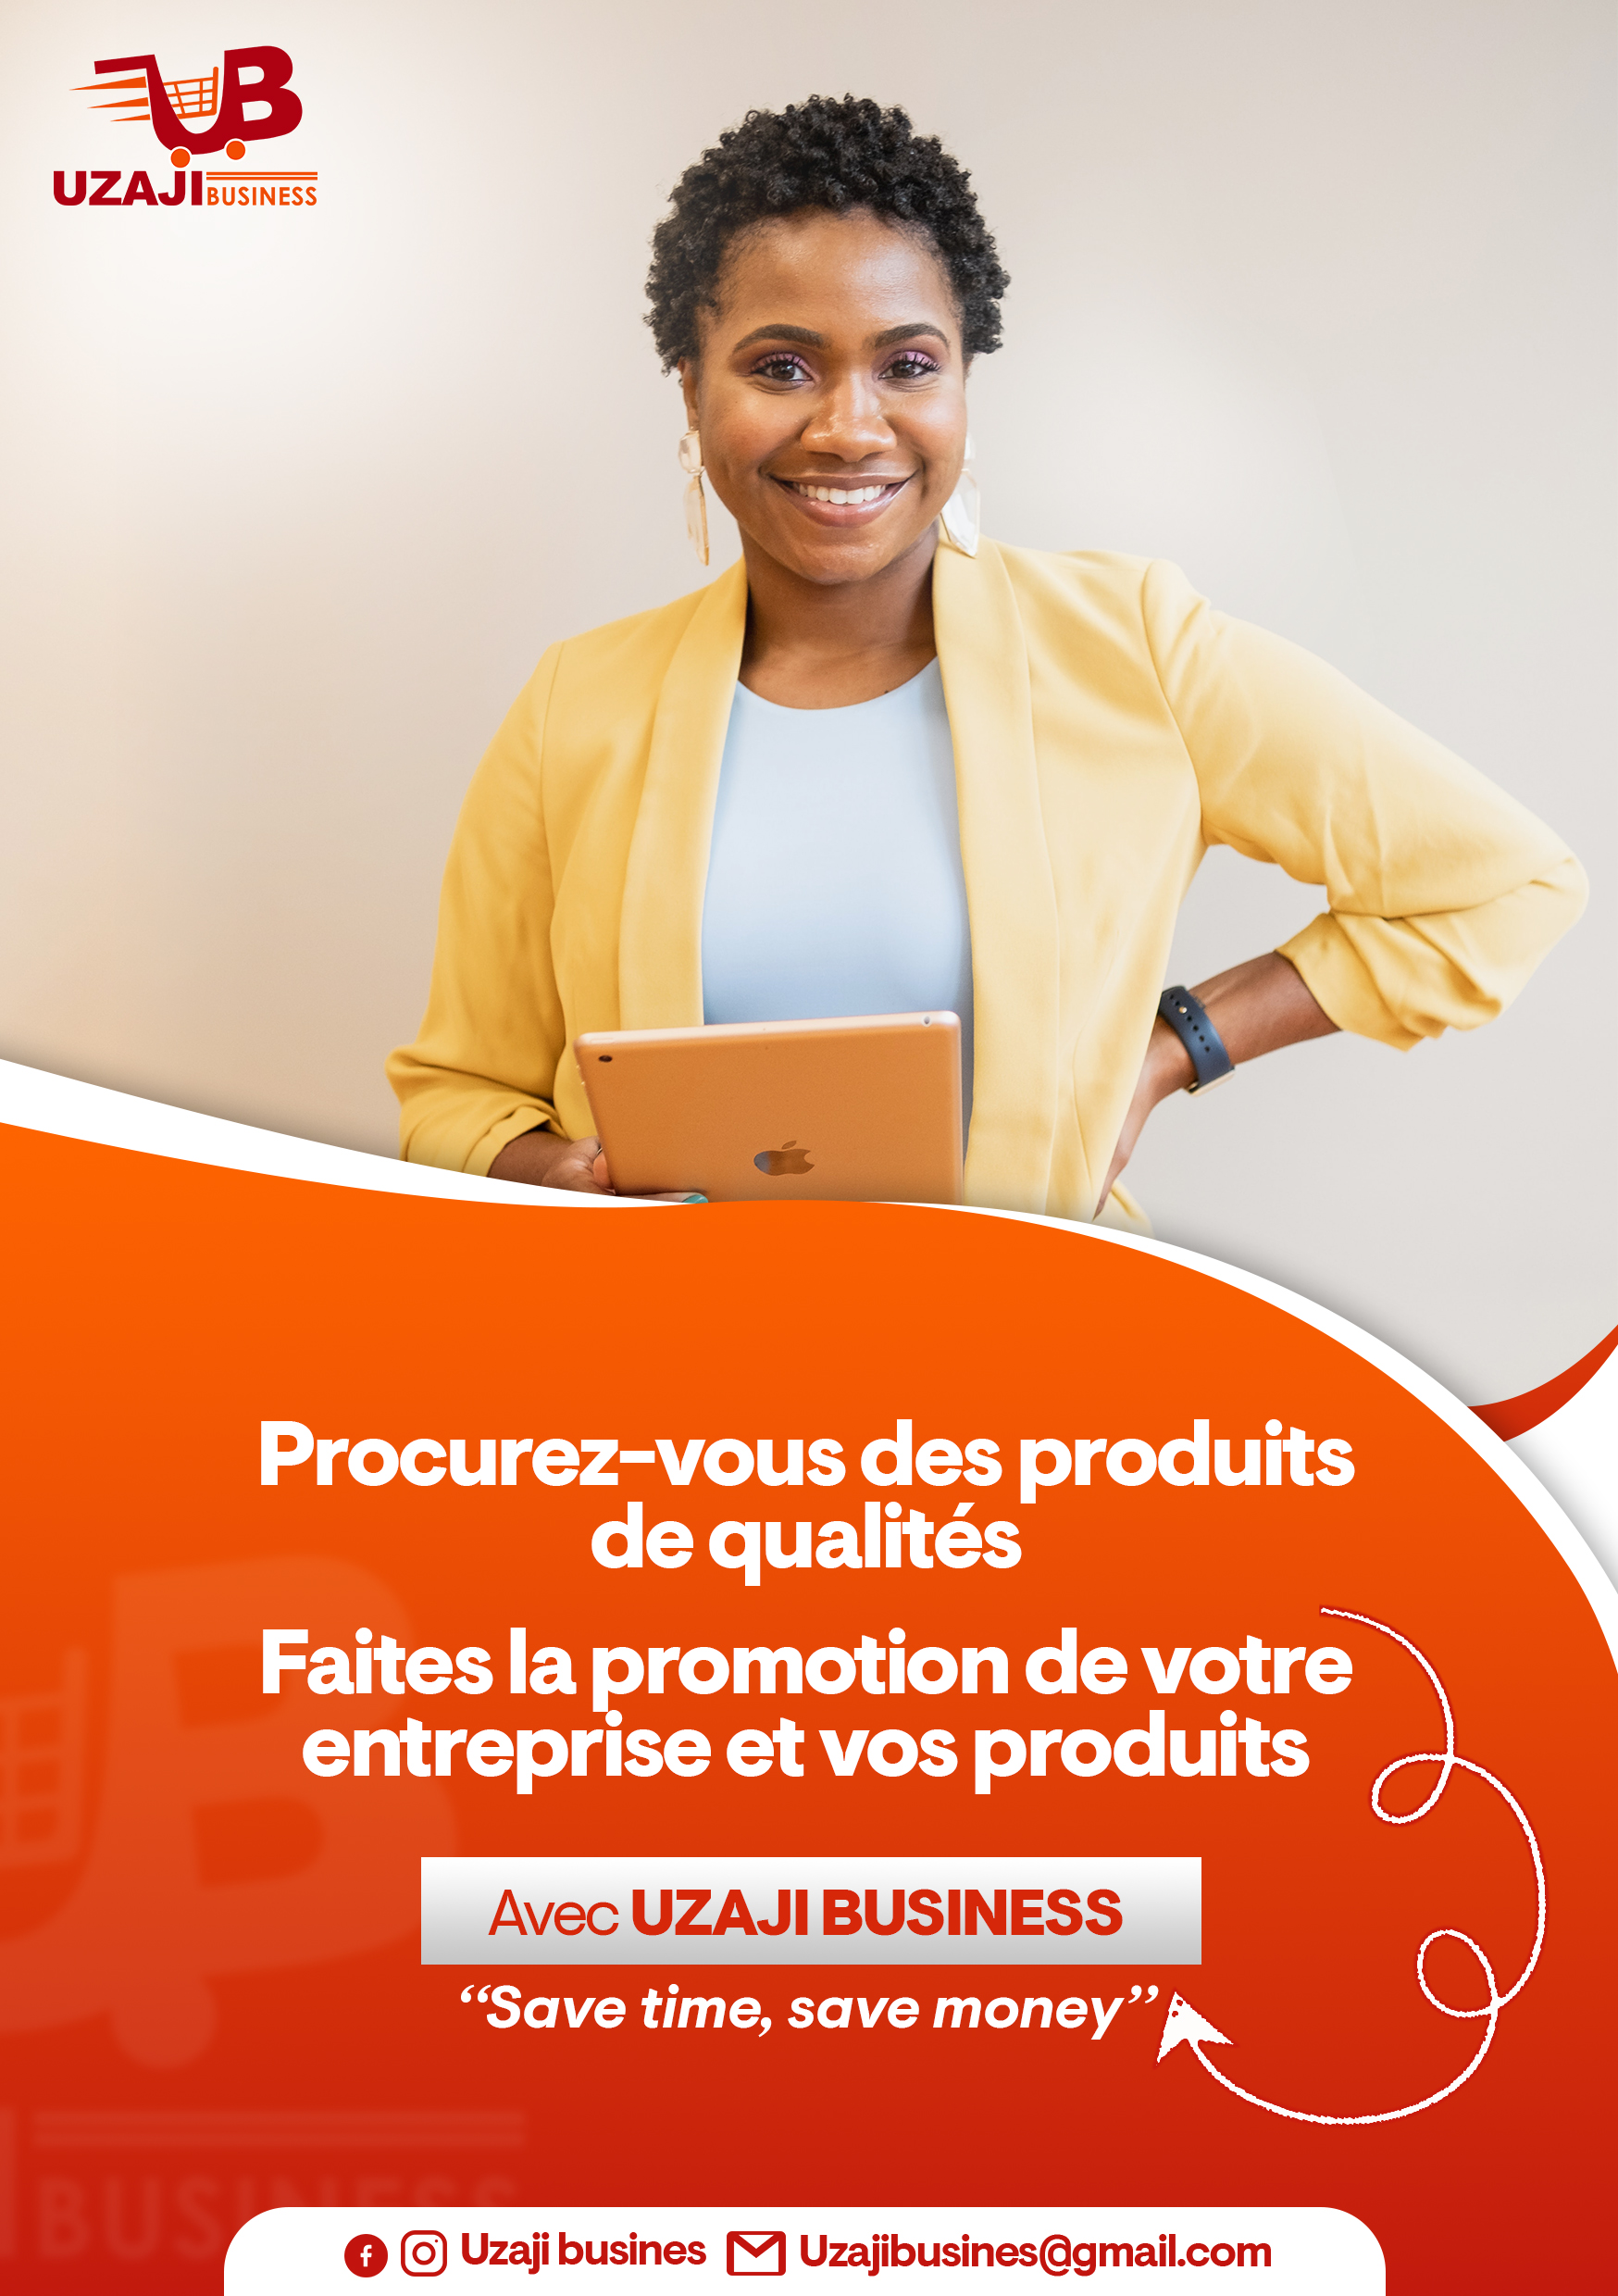 UB
UZAJI BUSINESS
Procurez-vous des produits
de qualités
Faites la promotion de votre
entreprise et vos produits
Avec UZAJI BUSINESS
“Save time, save money”
B
BUSINESS
Uzaji busines Uzajibusines@gmail.com